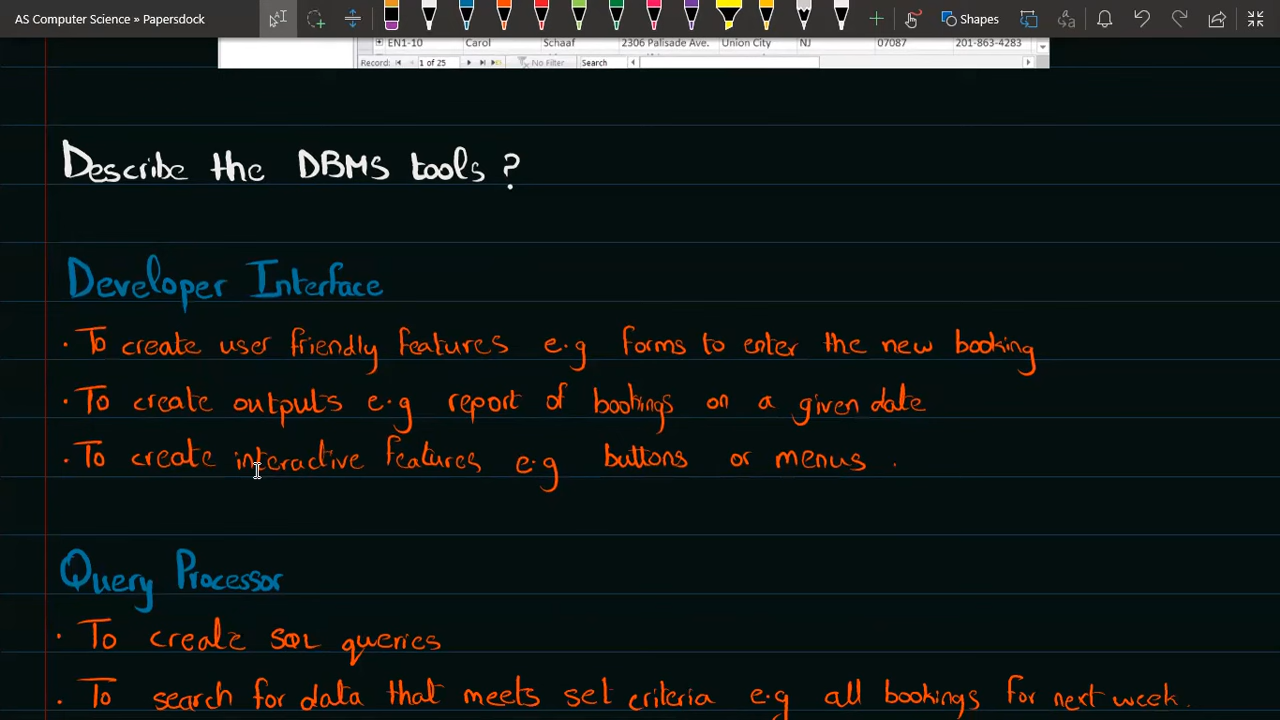 AS Computer Science » Papersdock
Shapes
EN1-10 Carol Schaaf 2306 Palisade Ave. Union City NJ 07087 201-863-4283
Record: 1 of 25 No Filter Search
Describe the DBMS tools ?
Developer Interface
· To create user friendly features e.g forms to enter the new booking
· To create outputs e.g report of bookings on a given date
· To create interactive features e.g buttons or menus .
Query Processor
· To create SQL queries
· To search for data that meets set criteria e.g all bookings for next week.